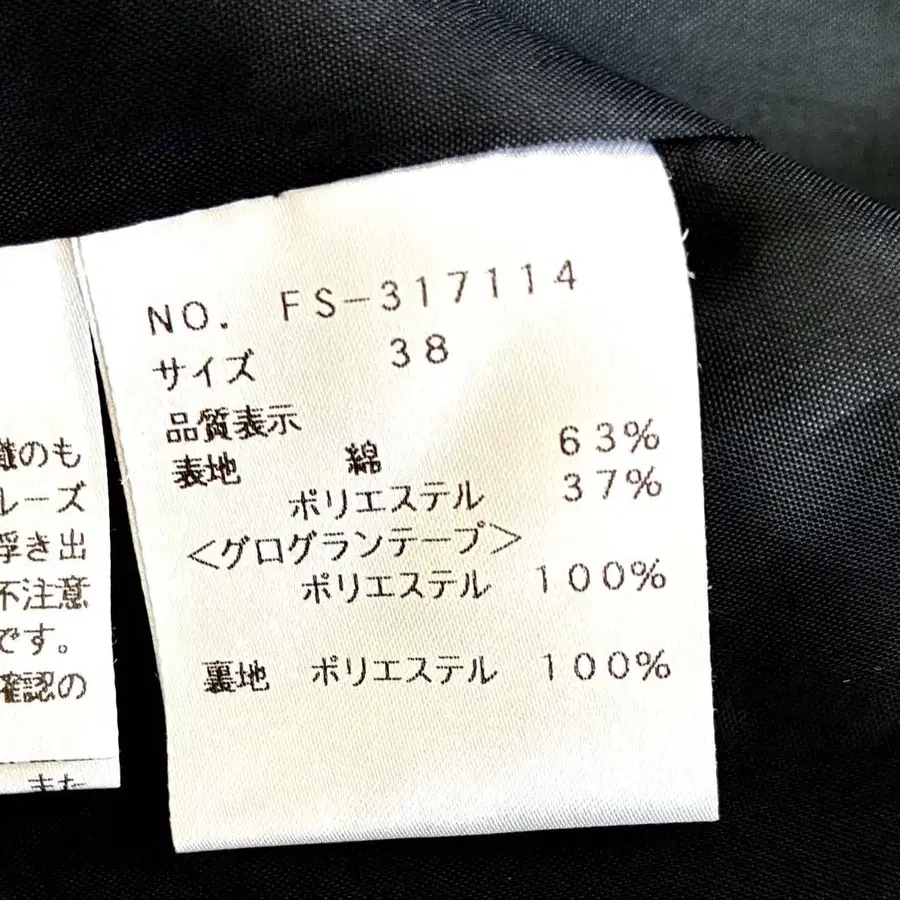 NO. FS-317114
サイズ 38
品質表示
表地 綿 63%
ポリエステル 37%
<グログランテープ>
ポリエステル 100%
裏地 ポリエステル 100%
織のも
レーズ
浮き出
不注意
です。
確認の
また